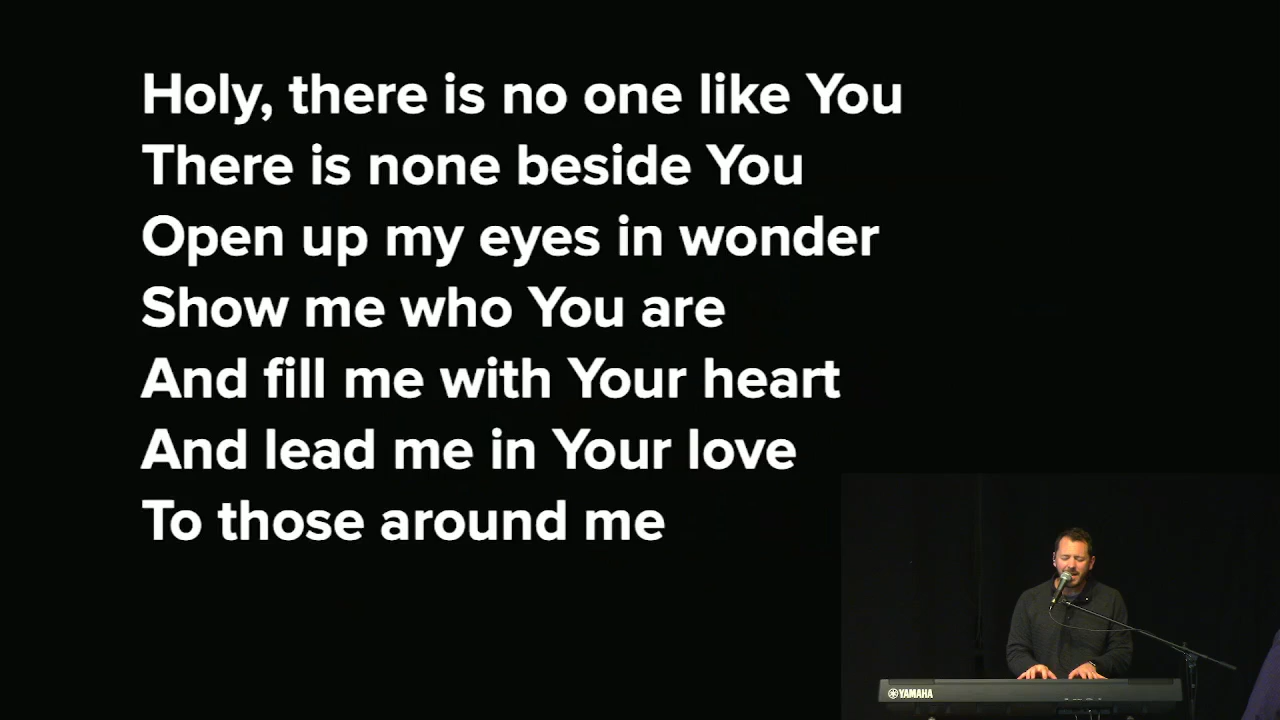 Holy, there is no one like You
There is none beside You
Open up my eyes in wonder
Show me who You are
And fill me with Your heart
And lead me in Your love
To those around me
YAMAHA